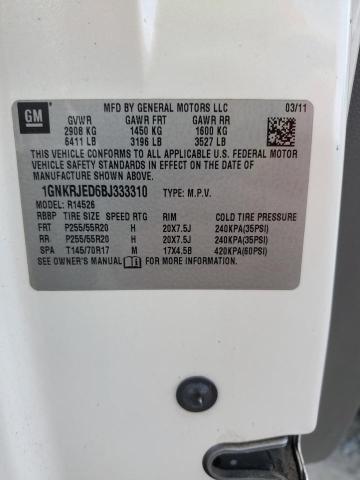 GM
MFD BY GENERAL MOTORS LLC 03/11
GVWR GAWR FRT GAWR RR
2908 KG 1450 KG 1600 KG
6411 LB 3196 LB 3527 LB
THIS VEHICLE CONFORMS TO ALL APPLICABLE U.S. FEDERAL MOTOR
VEHICLE SAFETY STANDARDS IN EFFECT ON THE DATE OF
MANUFACTURE SHOWN ABOVE.
1GNKRJED6BJ333310 TYPE: M.P.V.
MODEL: R14526
RBBP TIRE SIZE SPEED RTG RIM COLD TIRE PRESSURE
FRT P255/55R20 H 20X7.5J 240KPA(35PSI)
RR P255/55R20 H 20X7.5J 240KPA(35PSI)
SPA T145/70R17 M 17X4.5B 420KPA(60PSI)
SEE OWNER'S MANUAL FOR MORE INFORMATION.